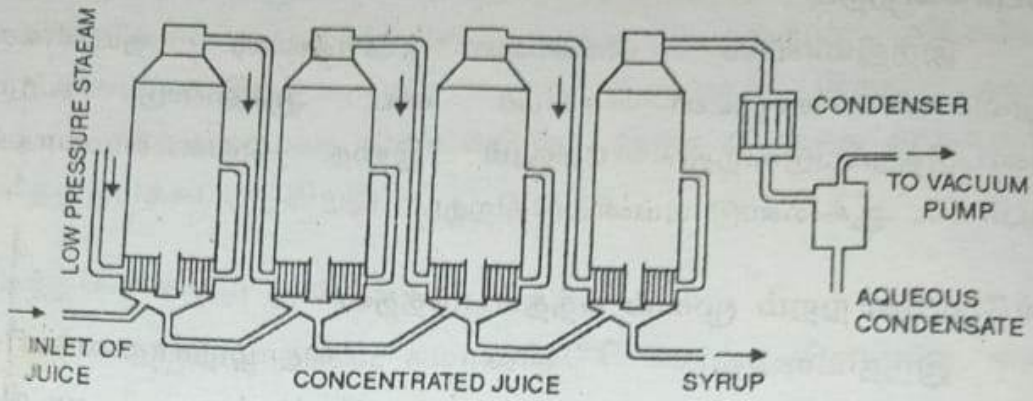 LOW PRESSURE STAEAM
CONDENSER
TO VACUUM
PUMP
AQUEOUS
CONDENSATE
INLET OF
JUICE
CONCENTRATED JUICE
SYRUP